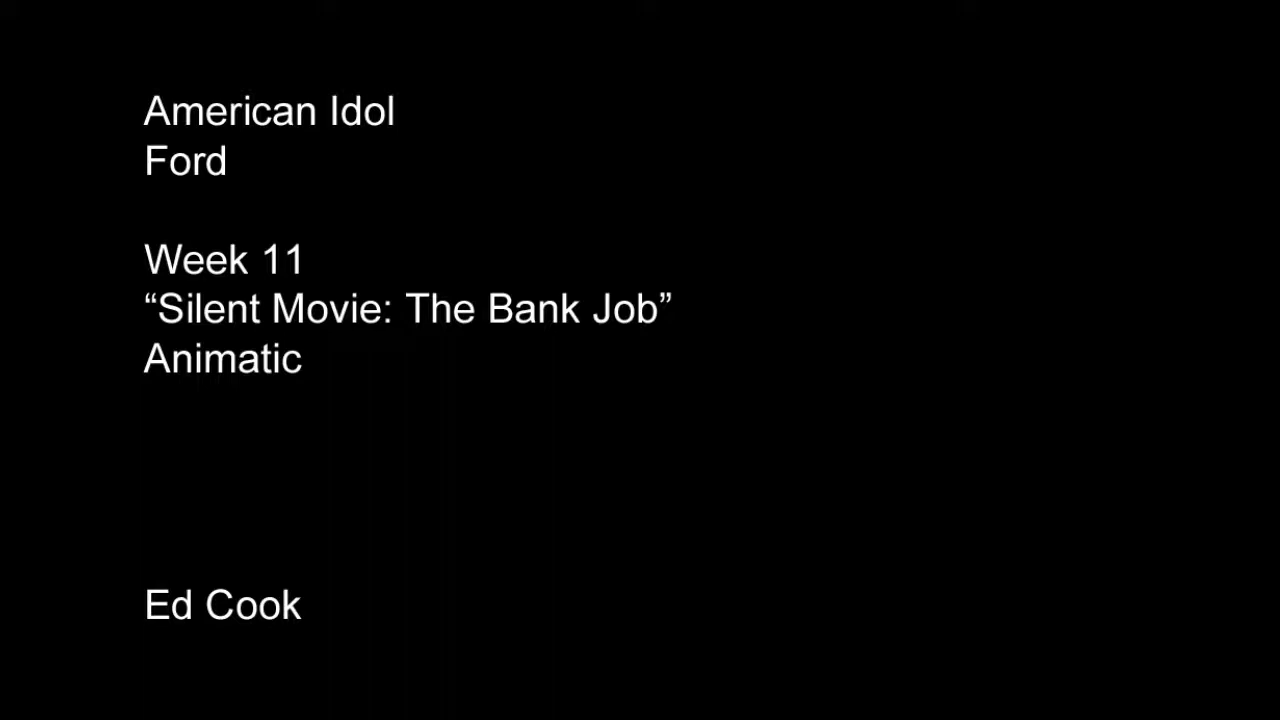 American Idol
Ford
Week 11
“Silent Movie: The Bank Job”
Animatic
Ed Cook